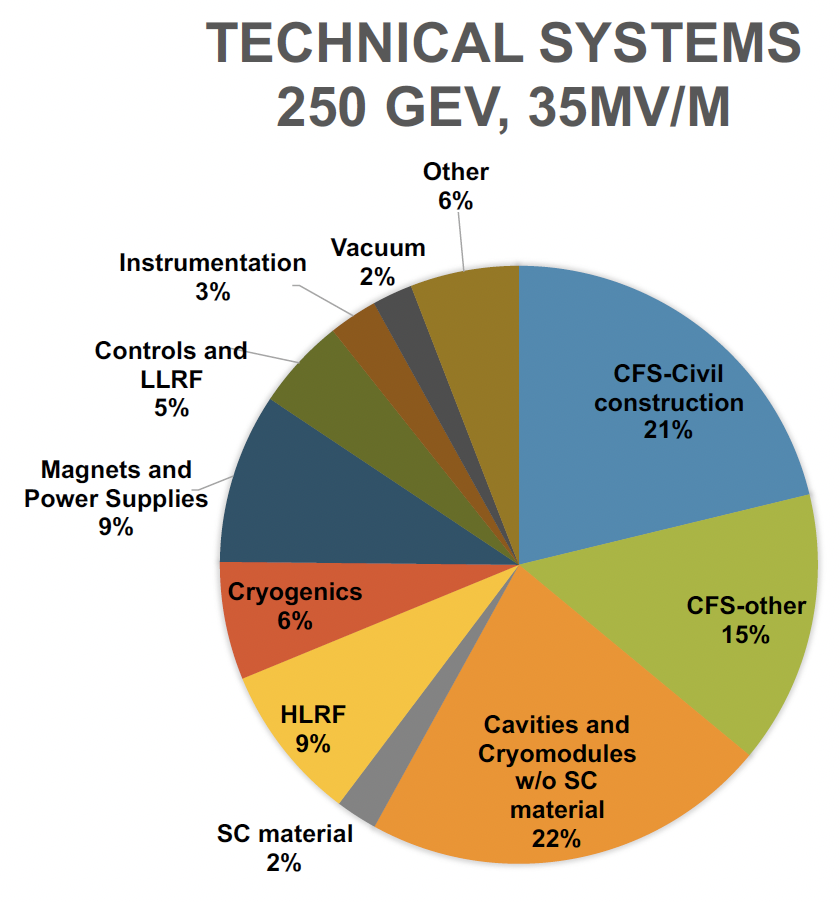 TECHNICAL SYSTEMS
250 GEV, 35MV/M
Other
6%
Vacuum
2%
Instrumentation
3%
Controls and
LLRF
5%
Magnets and
Power Supplies
9%
Cryogenics
6%
HLRF
9%
SC material
2%
Cavities and
Cryomodules
w/o SC
material
22%
CFS-other
15%
CFS-Civil
construction
21%